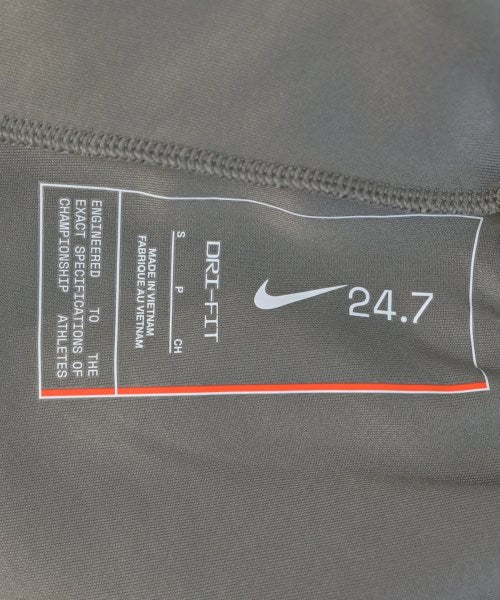 24.7
DRI-FIT
S P CH
MADE IN VIETNAM
FABRIQUE AU VIETNAM
ENGINEERED TO THE
EXACT SPECIFICATIONS OF
CHAMPIONSHIP ATHLETES